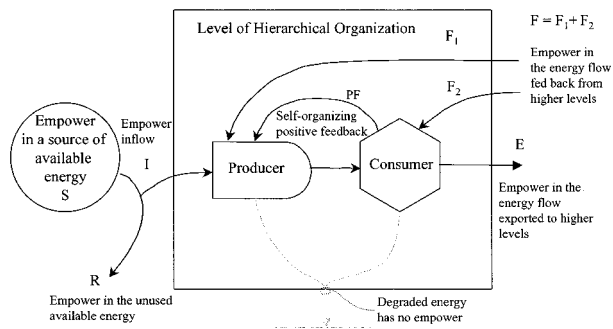 Level of Hierarchical Organization
F1
F = F1 + F2
Empower in
the energy flow
fed back from
higher levels
F2
PF
Self-organizing
positive feedback
Empower
in a source of
available
energy
S
Empower
inflow
I
Producer
Consumer
E
Empower in the
energy flow
exported to higher
levels
R
Empower in the unused
available energy
Degraded energy
has no empower